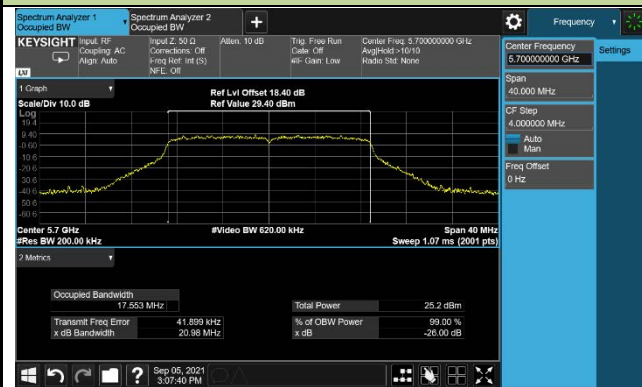 Spectrum Analyzer 1
Occupied BW
Spectrum Analyzer 2
Occupied BW
+
Frequency
KEYSIGHT
Input: RF
Coupling: AC
Align: Auto
Input Z: 50 Ω
Corrections: Off
Freq Ref: Int (S)
NFE: Off
Atten: 10 dB
Trig: Free Run
Gate: Off
#IF Gain: Low
Center Freq: 5.700000000 GHz
Avg|Hold:>10/10
Radio Std: None
LXI
Center Frequency
5.700000000 GHz
Settings
Span
40.000 MHz
CF Step
4.000000 MHz
Auto
Man
Freq Offset
0 Hz
1 Graph
Scale/Div 10.0 dB
Ref Lvl Offset 18.40 dB
Ref Value 29.40 dBm
Log
19.4
9.40
-0.60
-10.6
-20.6
-30.6
-40.6
-50.6
-60.6
Center 5.7 GHz
#Video BW 620.00 kHz
Span 40 MHz
#Res BW 200.00 kHz
Sweep 1.07 ms (2001 pts)
2 Metrics
Occupied Bandwidth
17.553 MHz
Total Power
25.2 dBm
Transmit Freq Error
41.899 kHz
% of OBW Power
99.00 %
x dB Bandwidth
20.98 MHz
x dB
-26.00 dB
?
Sep 05, 2021
3:07:40 PM